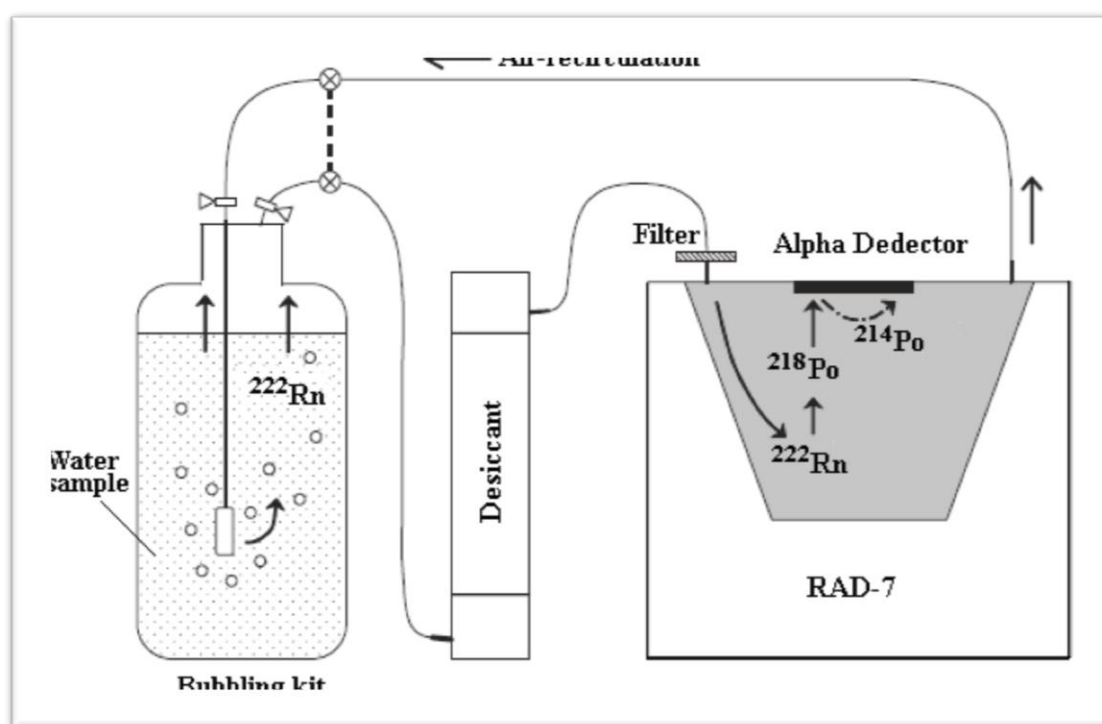 Air-recirculation
Filter
Alpha Dedector
²¹⁴Po
²¹⁸Po
²²²Rn
²²²Rn
Water
sample
Desiccant
RAD-7
Bubbling kit